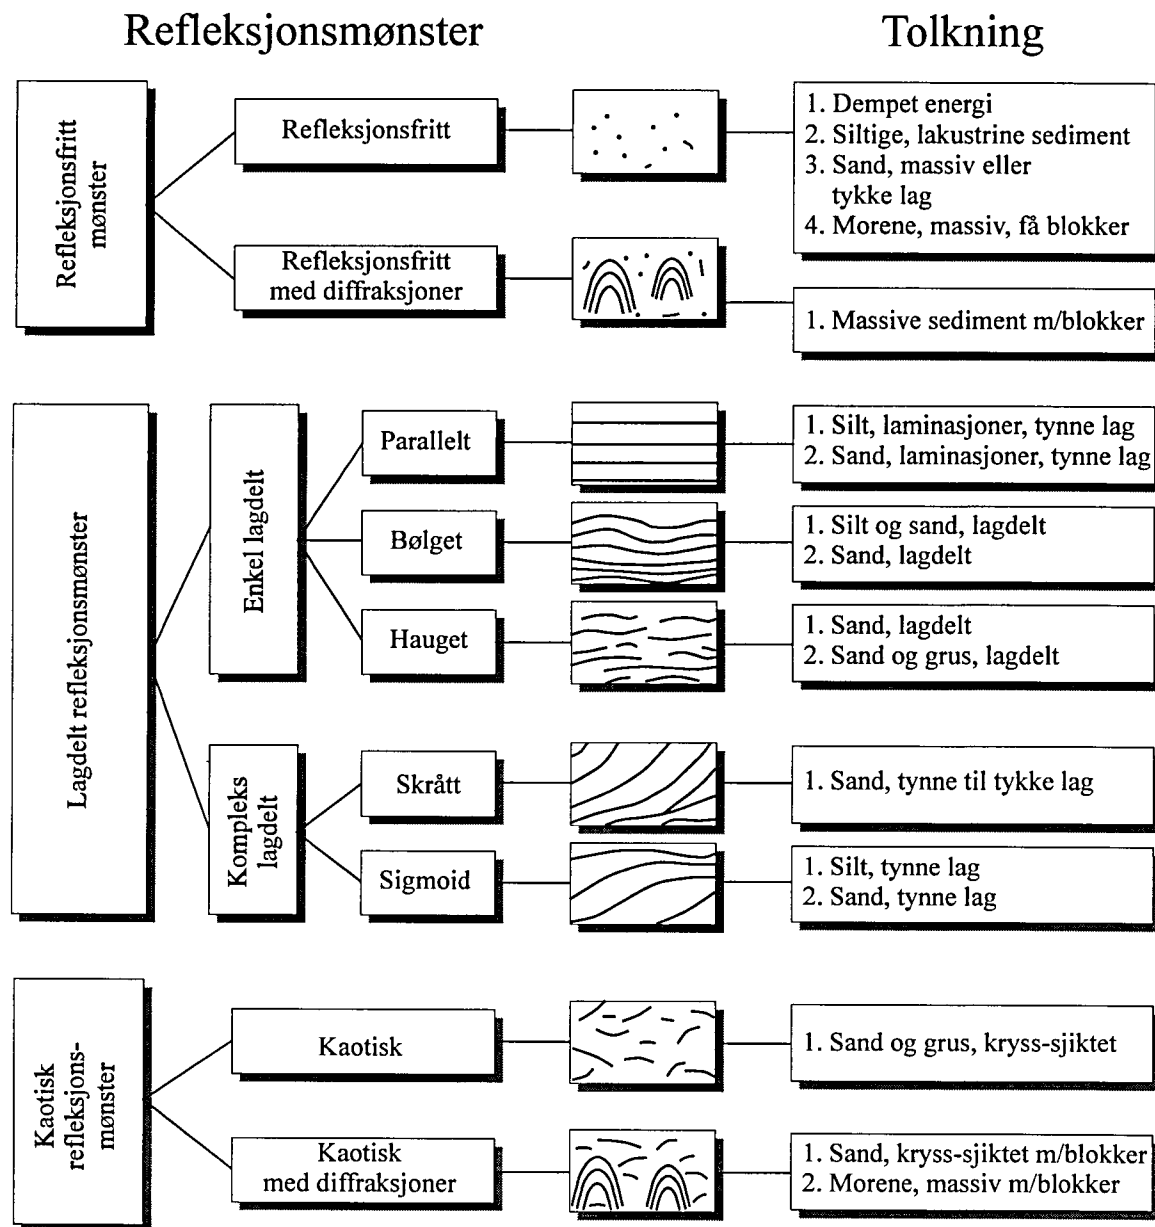 Refleksjonsmønster
Tolkning
Refleksjonsfritt
mønster
Refleksjonsfritt
1. Dempet energi
2. Siltige, lakustrine sediment
3. Sand, massiv eller
tykke lag
4. Morene, massiv, få blokker
Refleksjonsfritt
med diffraksjoner
1. Massive sediment m/blokker
Lagdelt refleksjonsmønster
Enkel lagdelt
Parallelt
1. Silt, laminasjoner, tynne lag
2. Sand, laminasjoner, tynne lag
Bølget
1. Silt og sand, lagdelt
2. Sand, lagdelt
Hauget
1. Sand, lagdelt
2. Sand og grus, lagdelt
Kompleks
lagdelt
Skrått
1. Sand, tynne til tykke lag
Sigmoid
1. Silt, tynne lag
2. Sand, tynne lag
Kaotisk
refleksjons-
mønster
Kaotisk
1. Sand og grus, kryss-sjiktet
Kaotisk
med diffraksjoner
1. Sand, kryss-sjiktet m/blokker
2. Morene, massiv m/blokker